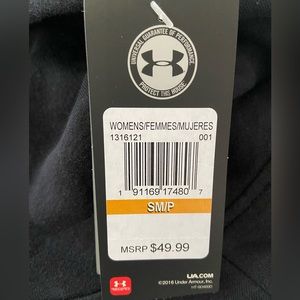 UNIVERSAL GUARANTEE OF PERFORMANCE
PROTECT THIS HOUSE
WOMENS/FEMMES/MUJERES
1316121 001
1 91169 17480 7
SM/P
MSRP $49.99
UA.COM
©2016 Under Armour, Inc.